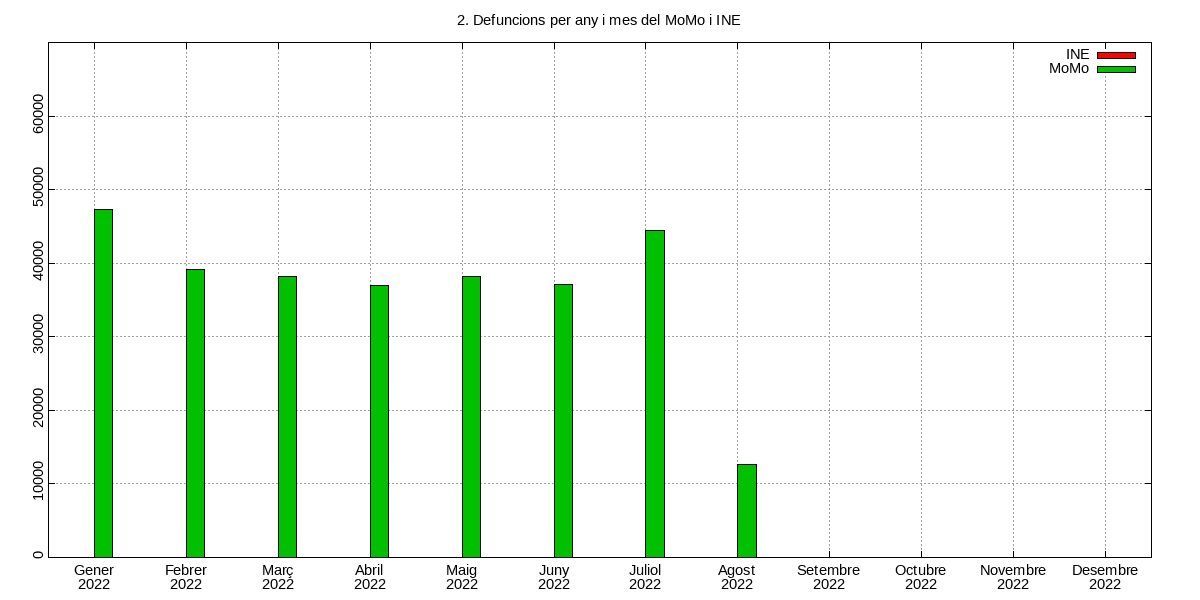 2. Defuncions per any i mes del MoMo i INE
INE
MoMo
60000
50000
40000
30000
20000
10000
0
Gener Febrer Març Abril Maig Juny Juliol Agost Setembre Octubre Novembre Desembre
2022 2022 2022 2022 2022 2022 2022 2022 2022 2022 2022 2022